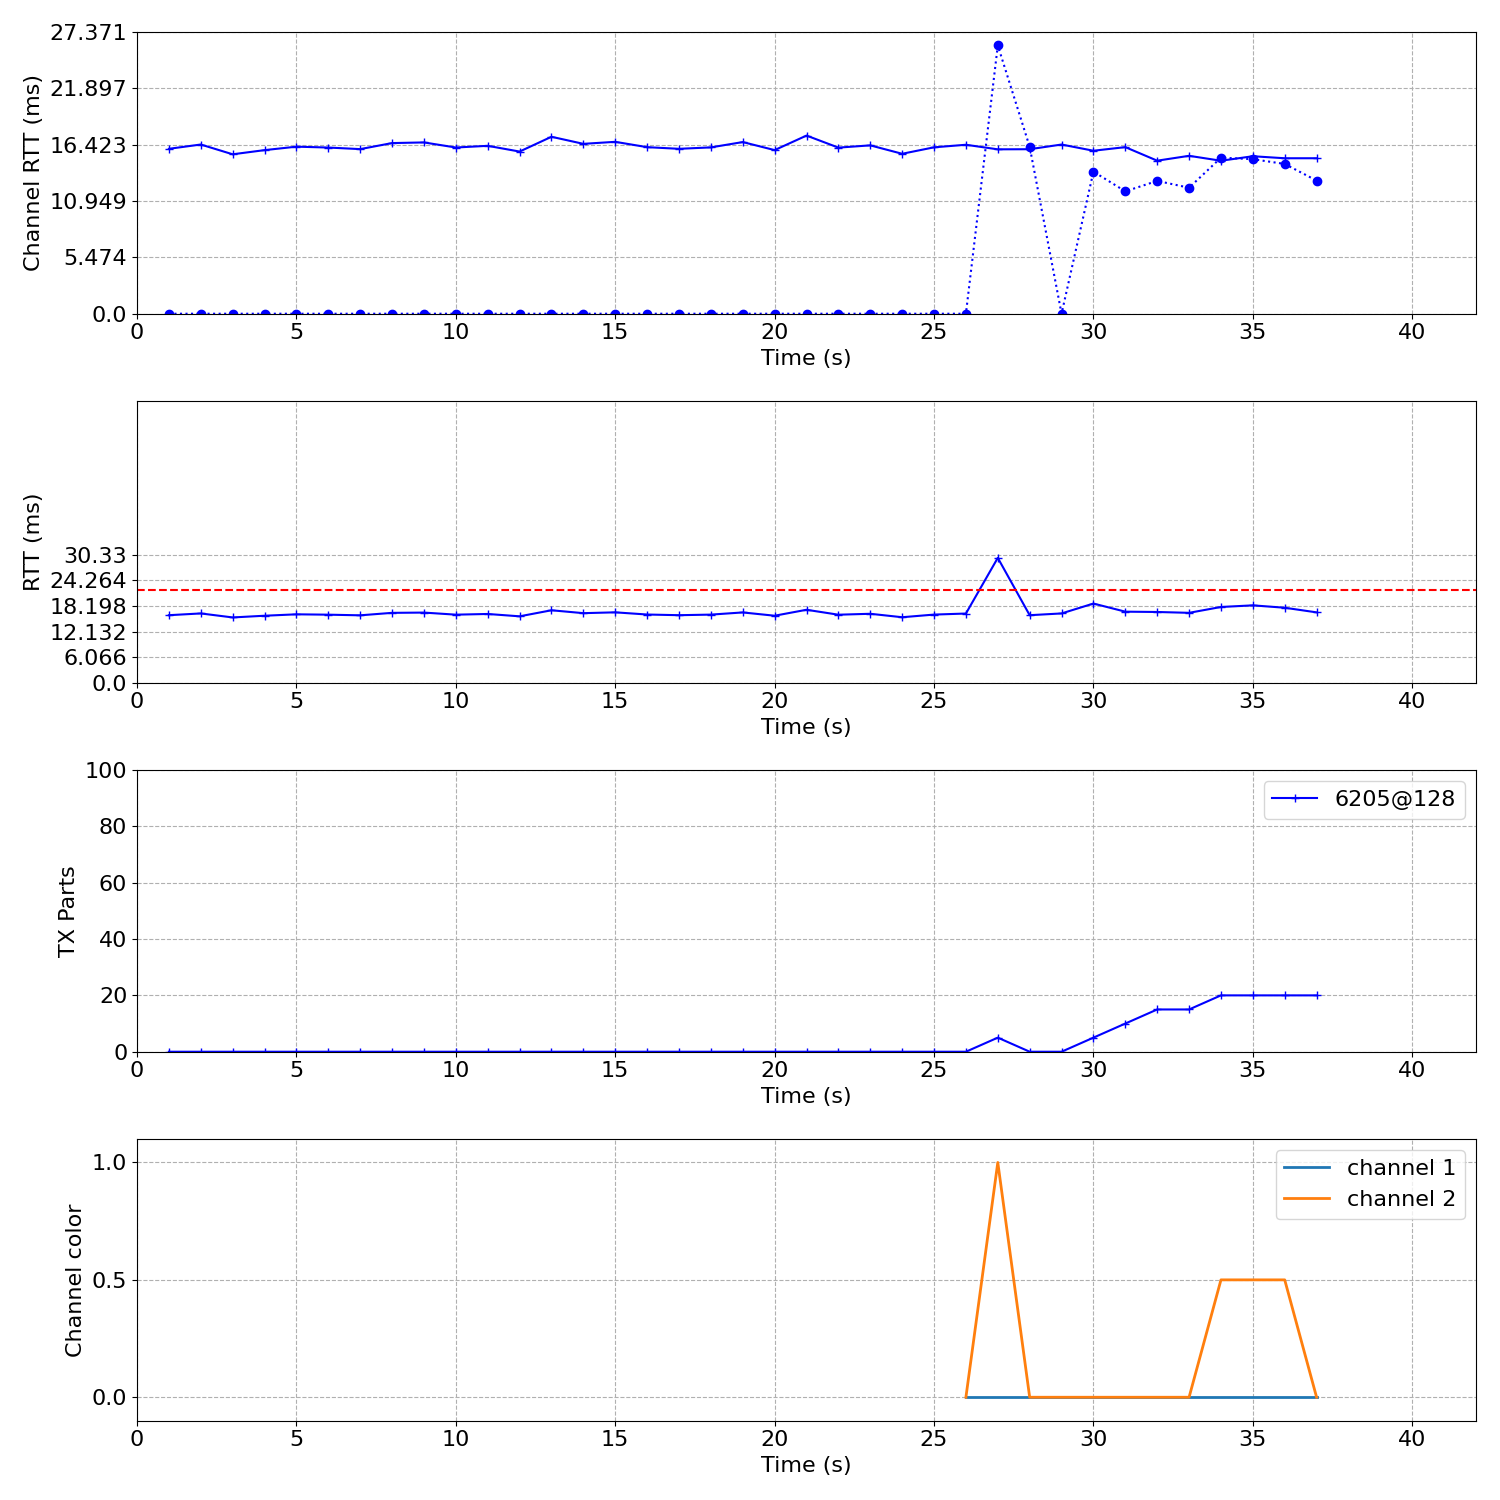 Channel RTT (ms)
27.371
21.897
16.423
10.949
5.474
0.0
0 5 10 15 20 25 30 35 40
Time (s)
RTT (ms)
30.33
24.264
18.198
12.132
6.066
0.0
0 5 10 15 20 25 30 35 40
Time (s)
TX Parts
100
80
60
40
20
0
6205@128
0 5 10 15 20 25 30 35 40
Time (s)
Channel color
1.0
0.5
0.0
channel 1
channel 2
0 5 10 15 20 25 30 35 40
Time (s)